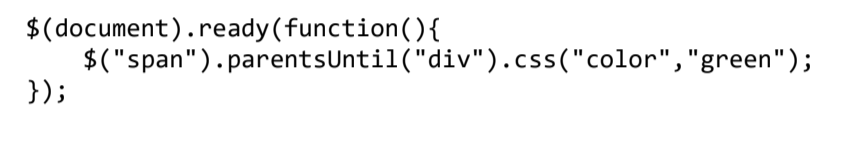 $(document).ready(function(){
    $("span").parentsUntil("div").css("color","green");
});